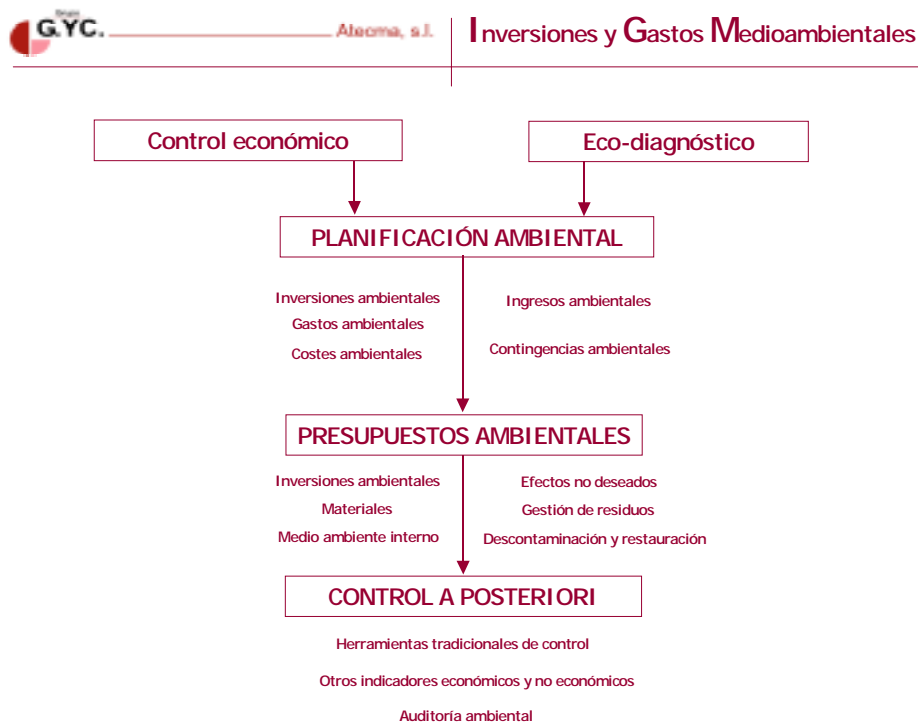 Grupo
G.YC.
Atecma, s.l.
Inversiones y Gastos Medioambientales
Control económico
Eco-diagnóstico
PLANIFICACIÓN AMBIENTAL
Inversiones ambientales
Gastos ambientales
Costes ambientales
Ingresos ambientales
Contingencias ambientales
PRESUPUESTOS AMBIENTALES
Inversiones ambientales
Materiales
Medio ambiente interno
Efectos no deseados
Gestión de residuos
Descontaminación y restauración
CONTROL A POSTERIORI
Herramientas tradicionales de control
Otros indicadores económicos y no económicos
Auditoría ambiental